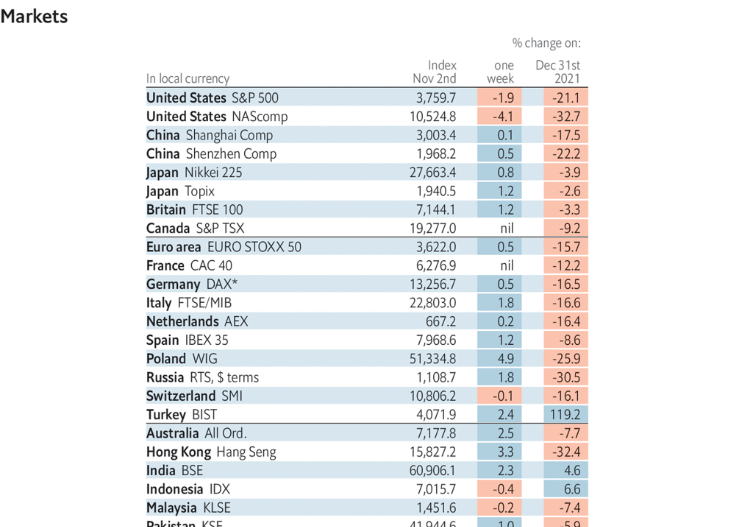 Markets
% change on:
Index one Dec 31st
In local currency Nov 2nd week 2021
United States S&P 500 3,759.7 -1.9 -21.1
United States NAScomp 10,524.8 -4.1 -32.7
China Shanghai Comp 3,003.4 0.1 -17.5
China Shenzhen Comp 1,968.2 0.5 -22.2
Japan Nikkei 225 27,663.4 0.8 -3.9
Japan Topix 1,940.5 1.2 -2.6
Britain FTSE 100 7,144.1 1.2 -3.3
Canada S&P TSX 19,277.0 nil -9.2
Euro area EURO STOXX 50 3,622.0 0.5 -15.7
France CAC 40 6,276.9 nil -12.2
Germany DAX* 13,256.7 0.5 -16.5
Italy FTSE/MIB 22,803.0 1.8 -16.6
Netherlands AEX 667.2 0.2 -16.4
Spain IBEX 35 7,968.6 1.2 -8.6
Poland WIG 51,334.8 4.9 -25.9
Russia RTS, $ terms 1,108.7 1.8 -30.5
Switzerland SMI 10,806.2 -0.1 -16.1
Turkey BIST 4,071.9 2.4 119.2
Australia All Ord. 7,177.8 2.5 -7.7
Hong Kong Hang Seng 15,827.2 3.3 -32.4
India BSE 60,906.1 2.3 4.6
Indonesia IDX 7,015.7 -0.4 6.6
Malaysia KLSE 1,451.6 -0.2 -7.4
Pakistan KSE 41,944.6 1.0 -5.9